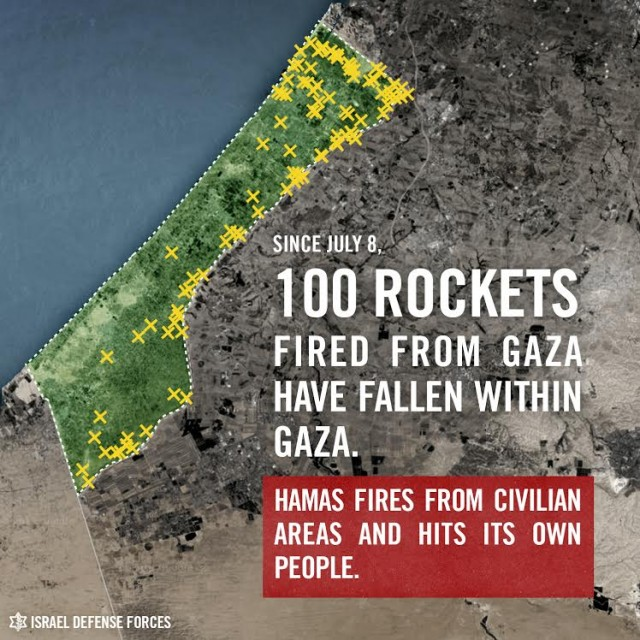 SINCE JULY 8,
100 ROCKETS
FIRED FROM GAZA
HAVE FALLEN WITHIN
GAZA.
HAMAS FIRES FROM CIVILIAN
AREAS AND HITS ITS OWN
PEOPLE.
ISRAEL DEFENSE FORCES